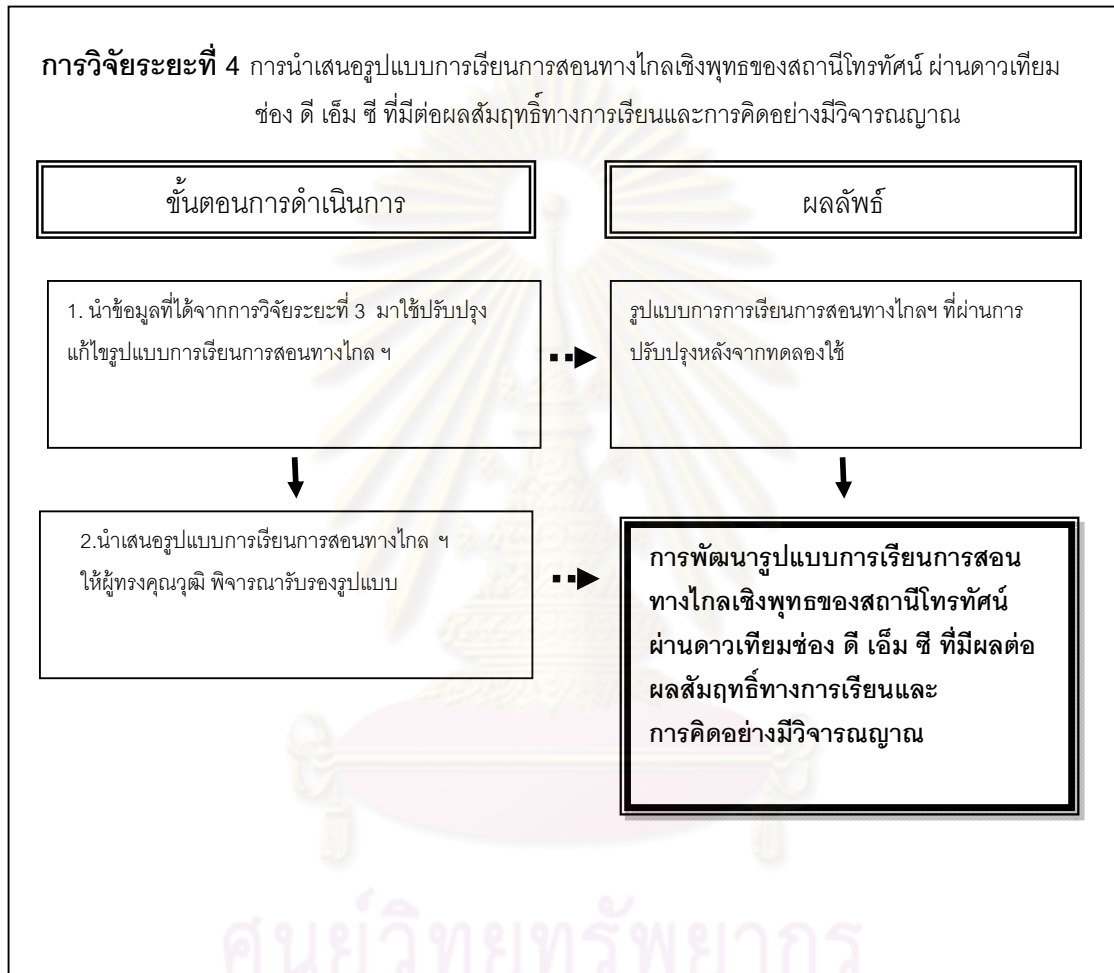 การวิจัยระยะที่ 4 การนำเสนอรูปแบบการเรียนการสอนทางไกลเชิงพุทธของสถานีโทรทัศน์ ผ่านดาวเทียม
ช่อง ดี เอ็ม ซี ที่มีต่อผลสัมฤทธิ์ทางการเรียนและการคิดอย่างมีวิจารณญาณ
ขั้นตอนการดำเนินการ
ผลลัพธ์
1. นำข้อมูลที่ได้จากการวิจัยระยะที่ 3 มาใช้ปรับปรุง
แก้ไขรูปแบบการเรียนการสอนทางไกล ฯ
รูปแบบการการเรียนการสอนทางไกลฯ ที่ผ่านการ
ปรับปรุงหลังจากทดลองใช้
2.นำเสนอรูปแบบการเรียนการสอนทางไกล ฯ
ให้ผู้ทรงคุณวุฒิ พิจารณารับรองรูปแบบ
การพัฒนารูปแบบการเรียนการสอน
ทางไกลเชิงพุทธของสถานีโทรทัศน์
ผ่านดาวเทียมช่อง ดี เอ็ม ซี ที่มีผลต่อ
ผลสัมฤทธิ์ทางการเรียนและ
การคิดอย่างมีวิจารณญาณ
ศูนย์วิทยทรัพยากร